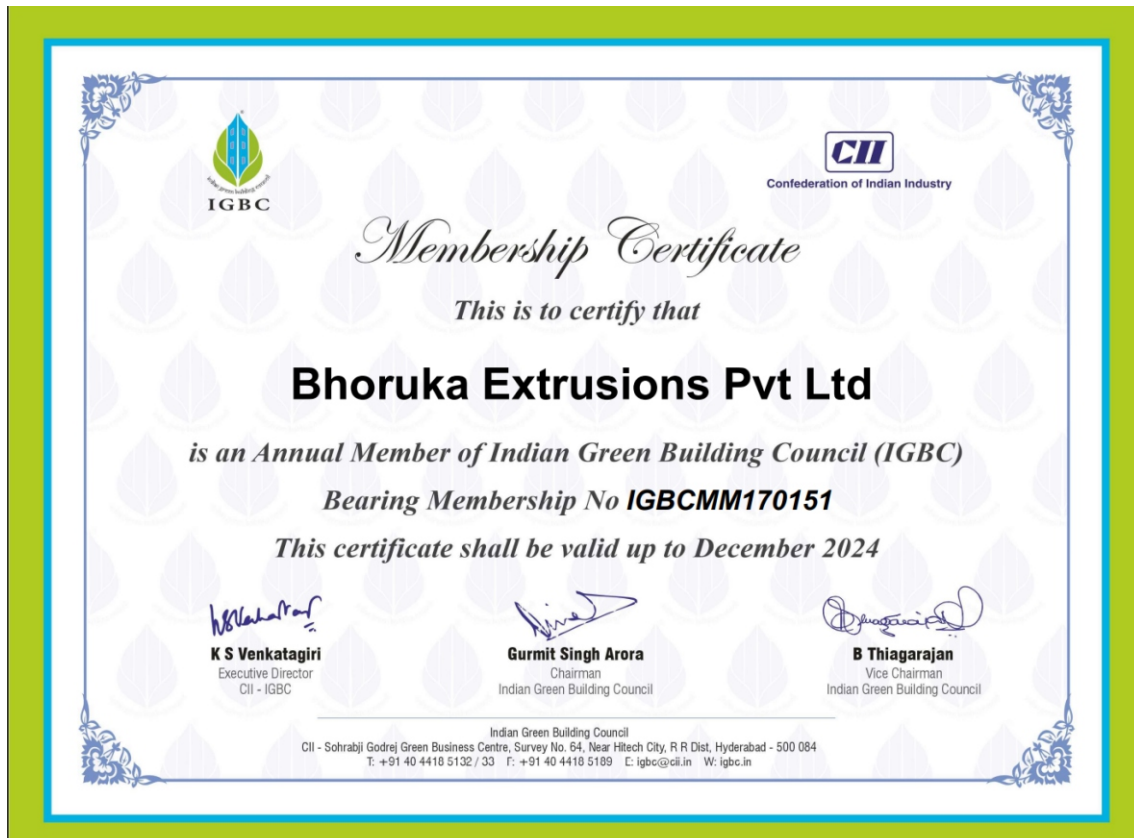 IGBC
CII
Confederation of Indian Industry
Membership Certificate
This is to certify that
Bhoruka Extrusions Pvt Ltd
is an Annual Member of Indian Green Building Council (IGBC)
Bearing Membership No IGBCMM170151
This certificate shall be valid up to December 2024
K S Venkatagiri
Executive Director
CII - IGBC
Gurmit Singh Arora
Chairman
Indian Green Building Council
B Thiagarajan
Vice Chairman
Indian Green Building Council
Indian Green Building Council
CII - Sohrabji Godrej Green Business Centre, Survey No. 64, Near Hitech City, R R Dist, Hyderabad - 500 084
T: +91 40 4418 5132 / 33 F: +91 40 4418 5189 E: igbc@cii.in W: igbc.in